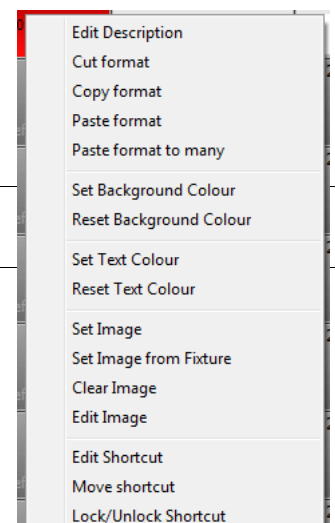 Edit Description
Cut format
Copy format
Paste format
Paste format to many
Set Background Colour
Reset Background Colour
Set Text Colour
Reset Text Colour
Set Image
Set Image from Fixture
Clear Image
Edit Image
Edit Shortcut
Move shortcut
Lock/Unlock Shortcut